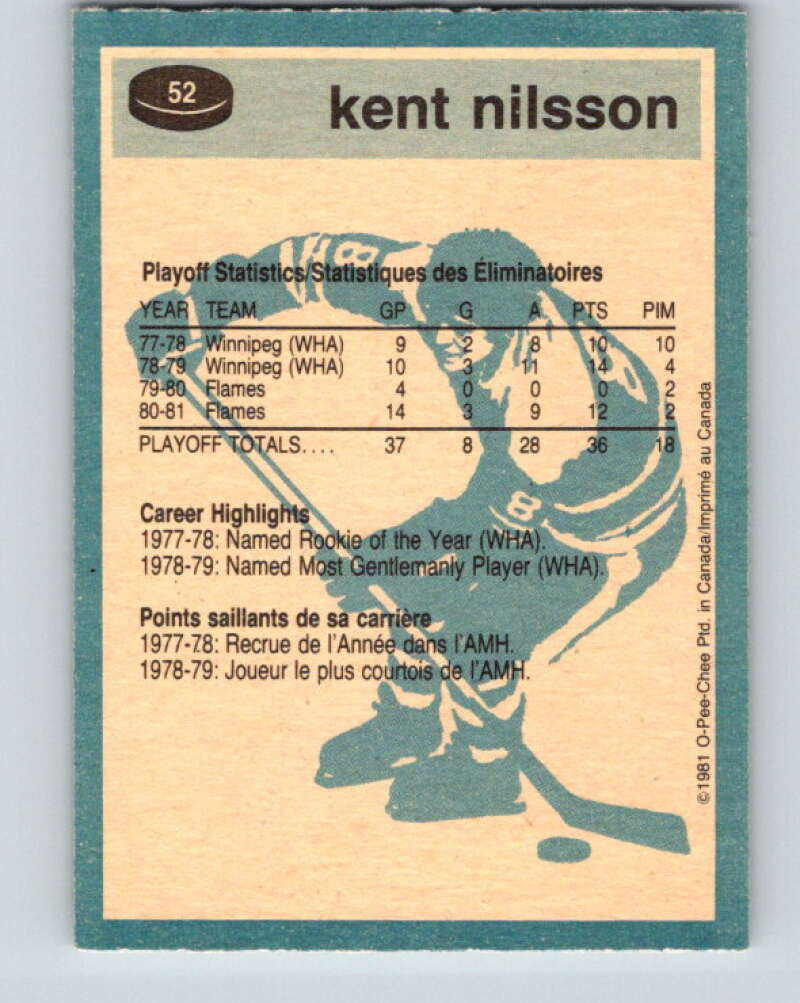 52
kent nilsson
8
Playoff Statistics/Statistiques des Éliminatoires
YEAR TEAM GP G A PTS PIM
77-78 Winnipeg (WHA) 9 2 8 10 10
78-79 Winnipeg (WHA) 10 3 11 14 4
79-80 Flames 4 0 0 0 2
80-81 Flames 14 3 9 12 2
PLAYOFF TOTALS.... 37 8 28 36 18
8
Career Highlights
1977-78: Named Rookie of the Year (WHA).
1978-79: Named Most Gentlemanly Player (WHA).
Points saillants de sa carrière
1977-78: Recrue de l'Année dans l'AMH.
1978-79: Joueur le plus courtois de l'AMH.
©1981 O-Pee-Chee Ptd. in Canada/Imprimé au Canada